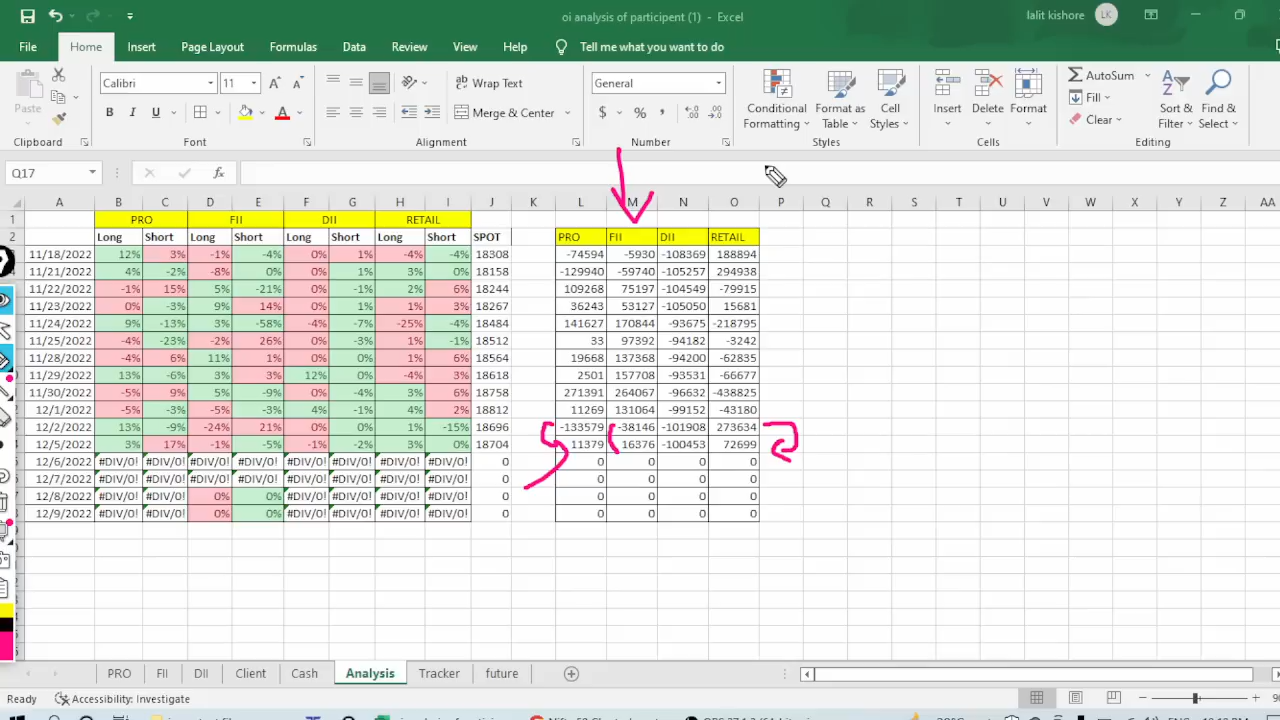 oi analysis of participent (1) - Excel
lalit kishore LK
File Home Insert Page Layout Formulas Data Review View Help Tell me what you want to do
Calibri 11 Wrap Text General AutoSum
Paste Merge & Center Conditional Formatting Format as Table Cell Styles Insert Delete Format Fill Sort & Filter Find & Select
B I U $ % Clear
Clipboard Font Alignment Number Styles Cells Editing
Q17 fx
A B C D E F G H I J K L M N O P Q R S T U V W X Y Z AA
1 PRO FII DII RETAIL
2 Long Short Long Short Long Short Long Short SPOT PRO FII DII RETAIL
11/18/2022 12% 3% -1% -4% 0% 1% -4% -4% 18308 -74594 -5930 -108369 188894
11/21/2022 4% -2% -8% 0% 0% 1% 3% 0% 18158 -129940 -59740 -105257 294938
11/22/2022 -1% 15% 5% -21% 0% -1% 2% 6% 18244 109268 75197 -104549 -79915
11/23/2022 0% -3% 9% 14% 0% 1% 1% 3% 18267 36243 53127 -105050 15681
11/24/2022 9% -13% 3% -58% -4% -7% -25% -4% 18484 141627 170844 -93675 -218795
11/25/2022 -4% -23% -2% 26% 0% -3% 1% -1% 18512 33 97392 -94182 -3242
11/28/2022 -4% 6% 11% 1% 0% 0% 1% 6% 18564 19668 137368 -94200 -62835
11/29/2022 13% -6% 3% 3% 12% 0% -4% 3% 18618 2501 157708 -93531 -66677
11/30/2022 -5% 9% 5% -9% 0% -4% 3% 6% 18758 271391 264067 -96632 -438825
12/1/2022 -5% -3% -5% -3% 4% -1% 4% 2% 18812 11269 131064 -99152 -43180
12/2/2022 13% -9% -24% 21% 0% 0% 1% -15% 18696 -133579 -38146 -101908 273634
12/5/2022 3% 17% -1% -5% -1% -2% 3% 0% 18704 11379 16376 -100453 72699
12/6/2022 #DIV/0! #DIV/0! #DIV/0! #DIV/0! #DIV/0! #DIV/0! #DIV/0! #DIV/0! 0 0 0 0 0
12/7/2022 #DIV/0! #DIV/0! #DIV/0! #DIV/0! #DIV/0! #DIV/0! #DIV/0! #DIV/0! 0 0 0 0 0
12/8/2022 #DIV/0! #DIV/0! 0% 0% #DIV/0! #DIV/0! #DIV/0! #DIV/0! 0 0 0 0 0
12/9/2022 #DIV/0! #DIV/0! 0% 0% #DIV/0! #DIV/0! #DIV/0! #DIV/0! 0 0 0 0 0
PRO FII DII Client Cash Analysis Tracker future
Ready Accessibility: Investigate